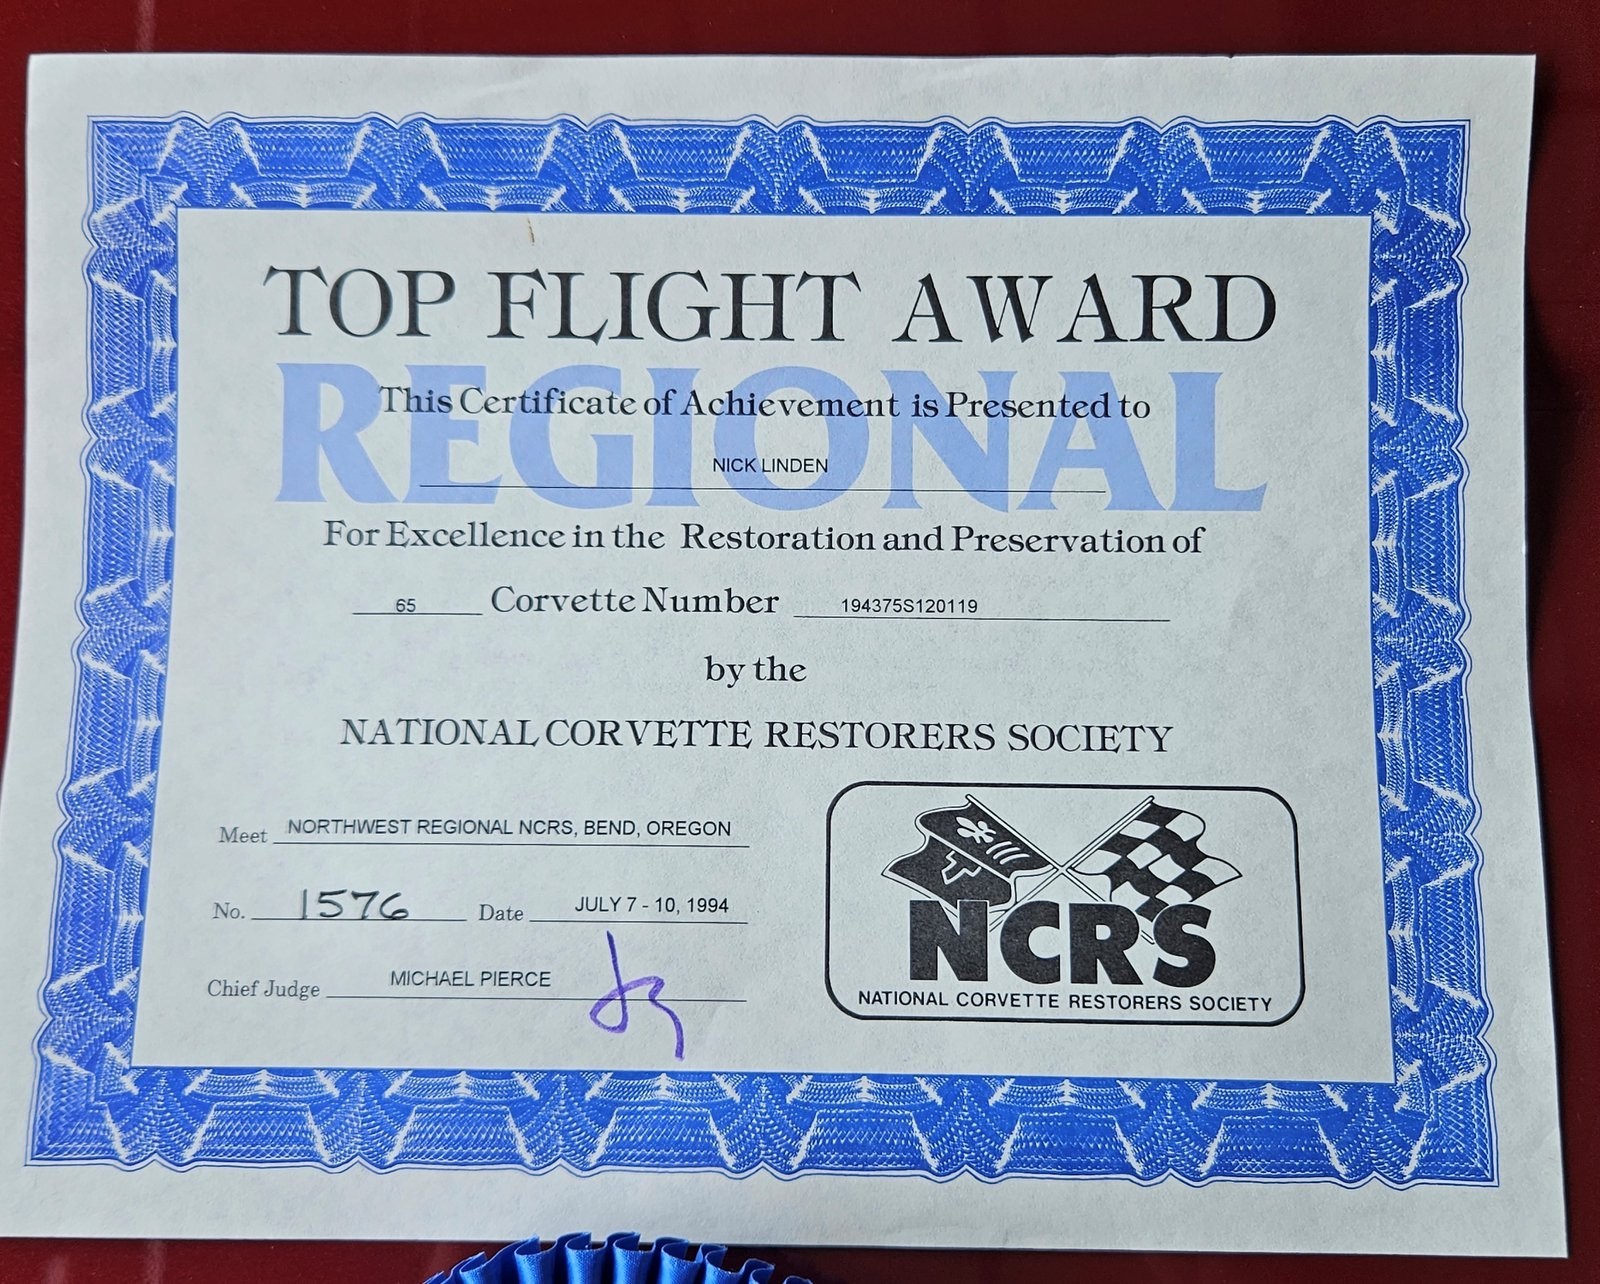 TOP FLIGHT AWARD
REGIONAL
This Certificate of Achievement is Presented to
NICK LINDEN
For Excellence in the Restoration and Preservation of
65 Corvette Number 194375S120119
by the
NATIONAL CORVETTE RESTORERS SOCIETY
Meet NORTHWEST REGIONAL NCRS, BEND, OREGON
No. 1576 Date JULY 7 - 10, 1994
Chief Judge MICHAEL PIERCE
NCRS
NATIONAL CORVETTE RESTORERS SOCIETY